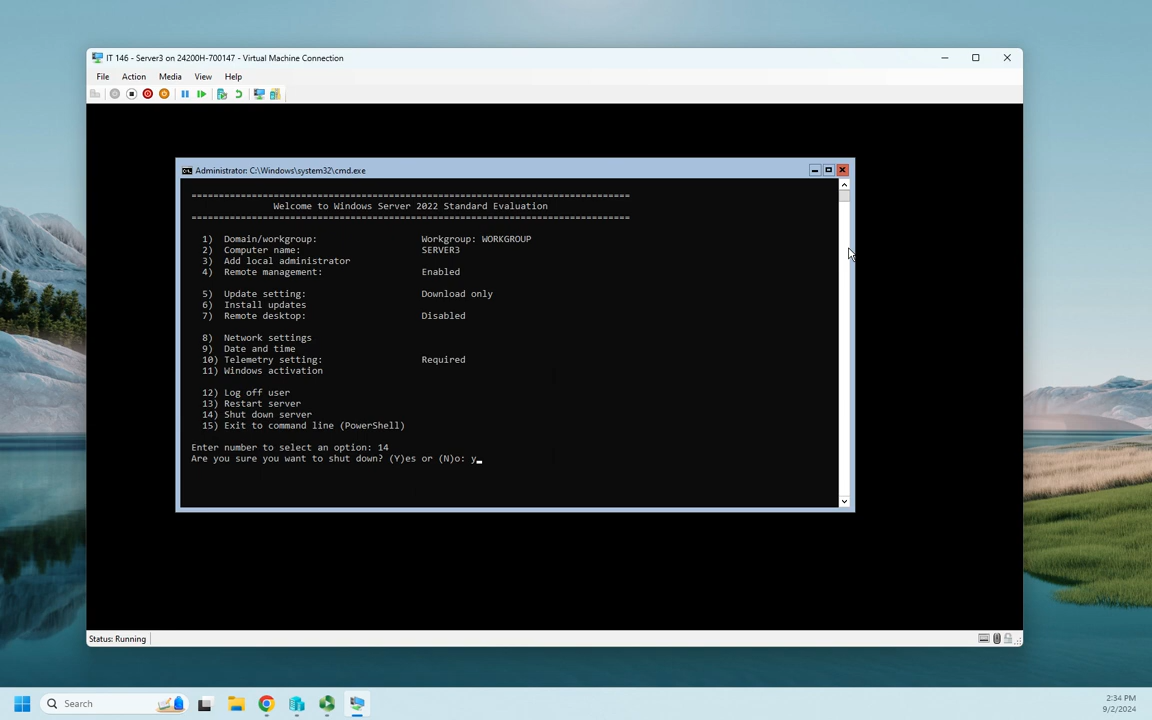 IT 146 - Server3 on 24200H-700147 - Virtual Machine Connection
File Action Media View Help
Administrator: C:\Windows\system32\cmd.exe
================================================================================
Welcome to Windows Server 2022 Standard Evaluation
================================================================================
1) Domain/workgroup: Workgroup: WORKGROUP
2) Computer name: SERVER3
3) Add local administrator
4) Remote management: Enabled
5) Update setting: Download only
6) Install updates
7) Remote desktop: Disabled
8) Network settings
9) Date and time
10) Telemetry setting: Required
11) Windows activation
12) Log off user
13) Restart server
14) Shut down server
15) Exit to command line (PowerShell)
Enter number to select an option: 14
Are you sure you want to shut down? (Y)es or (N)o: y_
Status: Running
Search
2:34 PM
9/2/2024